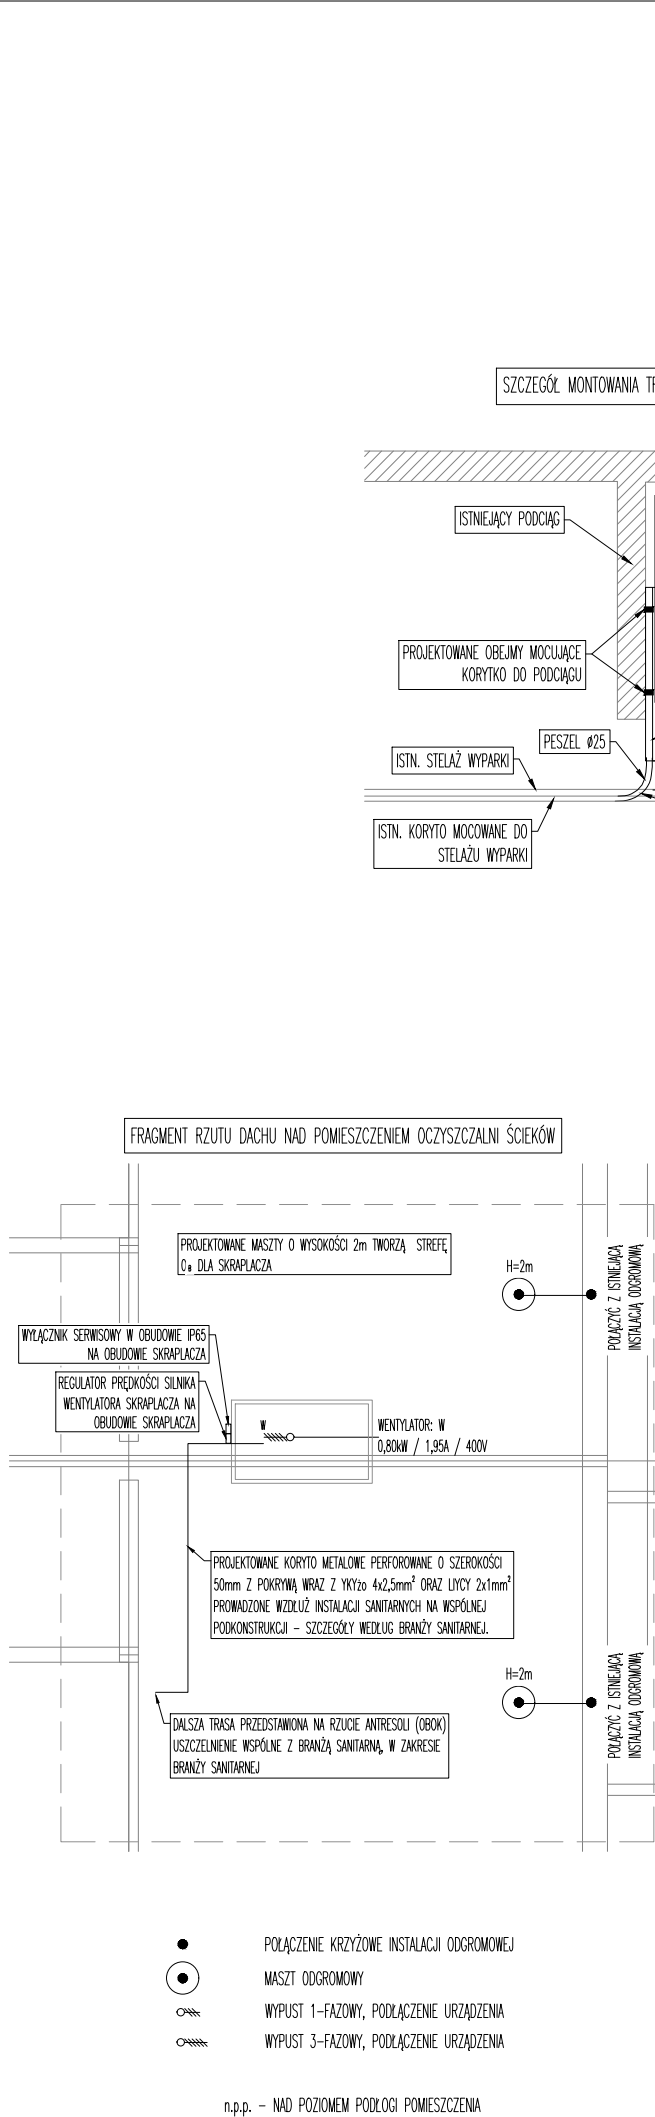 SZCZEGÓŁ MONTOWANIA
ISTNIEJĄCY PODCIĄG
PROJEKTOWANE OBEJMY MOCUJĄCE
KORYTKO DO PODCIĄGU
PESZEL Ø25
ISTN. STELAŻ WYPARKI
ISTN. KORYTO MOCOWANE DO
STELAŻU WYPARKI
FRAGMENT RZUTU DACHU NAD POMIESZCZENIEM OCZYSZCZALNI ŚCIEKÓW
PROJEKTOWANE MASZTY O WYSOKOŚCI 2m TWORZĄ STREFĘ
DLA SKRAPLACZA
H=2m
POŁĄCZYĆ Z ISTNIEJĄCĄ
INSTALACJĄ ODGROMOWĄ
WYŁĄCZNIK SERWISOWY W OBUDOWIE IP65
NA OBUDOWIE SKRAPLACZA
REGULATOR PRĘDKOŚCI SILNIKA
WENTYLATORA SKRAPLACZA NA
OBUDOWIE SKRAPLACZA
W
WENTYLATOR: W
0,80kW / 1,95A / 400V
PROJEKTOWANE KORYTO METALOWE PERFOROWANE O SZEROKOŚCI
50mm Z POKRYWĄ WRAZ Z YKYżo 4x2,5mm² ORAZ LIYCY 2x1mm²
PROWADZONE WZDŁUŻ INSTALACJI SANITARNYCH NA WSPÓLNEJ
PODKONSTRUKCJI – SZCZEGÓŁY WEDŁUG BRANŻY SANITARNEJ.
H=2m
POŁĄCZYĆ Z ISTNIEJĄCĄ
INSTALACJĄ ODGROMOWĄ
DALSZA TRASA PRZEDSTAWIONA NA RZUCIE ANTRESOLI (OBOK)
USZCZELNIENIE WSPÓLNE Z BRANŻĄ SANITARNĄ, W ZAKRESIE
BRANŻY SANITARNEJ
POŁĄCZENIE KRZYŻOWE INSTALACJI ODGROMOWEJ
MASZT ODGROMOWY
WYPUST 1–FAZOWY, PODŁĄCZENIE URZĄDZENIA
WYPUST 3–FAZOWY, PODŁĄCZENIE URZĄDZENIA
n.p.p. – NAD POZIOMEM PODŁOGI POMIESZCZENIA